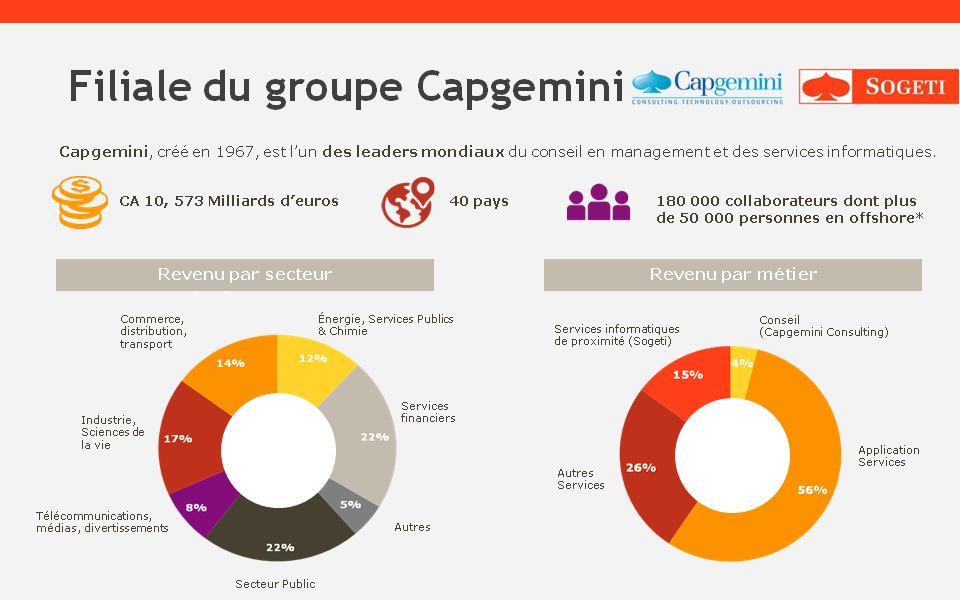 Filiale du groupe Capgemini
Capgemini
CONSULTING.TECHNOLOGY.OUTSOURCING
SOGETI
Capgemini, créé en 1967, est l’un des leaders mondiaux du conseil en management et des services informatiques.
$
CA 10, 573 Milliards d’euros
40 pays
180 000 collaborateurs dont plus
de 50 000 personnes en offshore*
Revenu par secteur
Commerce,
distribution,
transport
Énergie, Services Publics
& Chimie
14%
12%
Services
financiers
Industrie,
Sciences de
la vie
17%
22%
8%
5%
Télécommunications,
médias, divertissements
Autres
22%
Secteur Public
Revenu par métier
Conseil
(Capgemini Consulting)
Services informatiques
de proximité (Sogeti)
4%
15%
Application
Services
Autres
Services
26%
56%